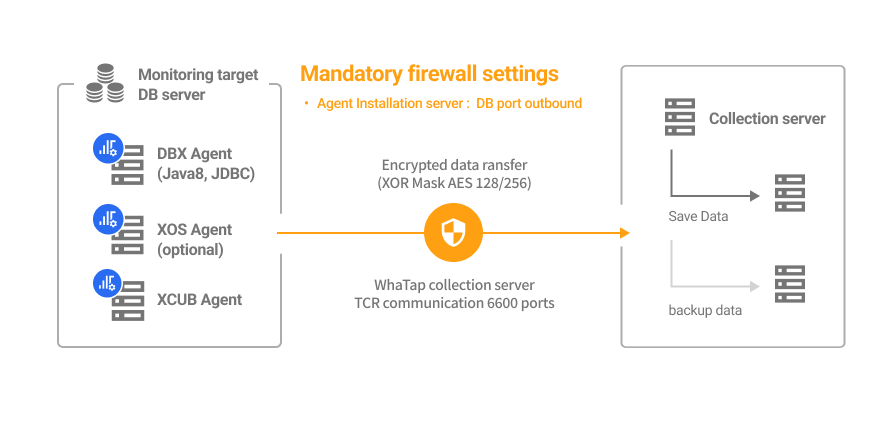 Monitoring target
DB server
DBX Agent
(Java8, JDBC)
XOS Agent
(optional)
XCUB Agent
Mandatory firewall settings
• Agent Installation server : DB port outbound
Encrypted data ransfer
(XOR Mask AES 128/256)
WhaTap collection server
TCR communication 6600 ports
Collection server
Save Data
backup data